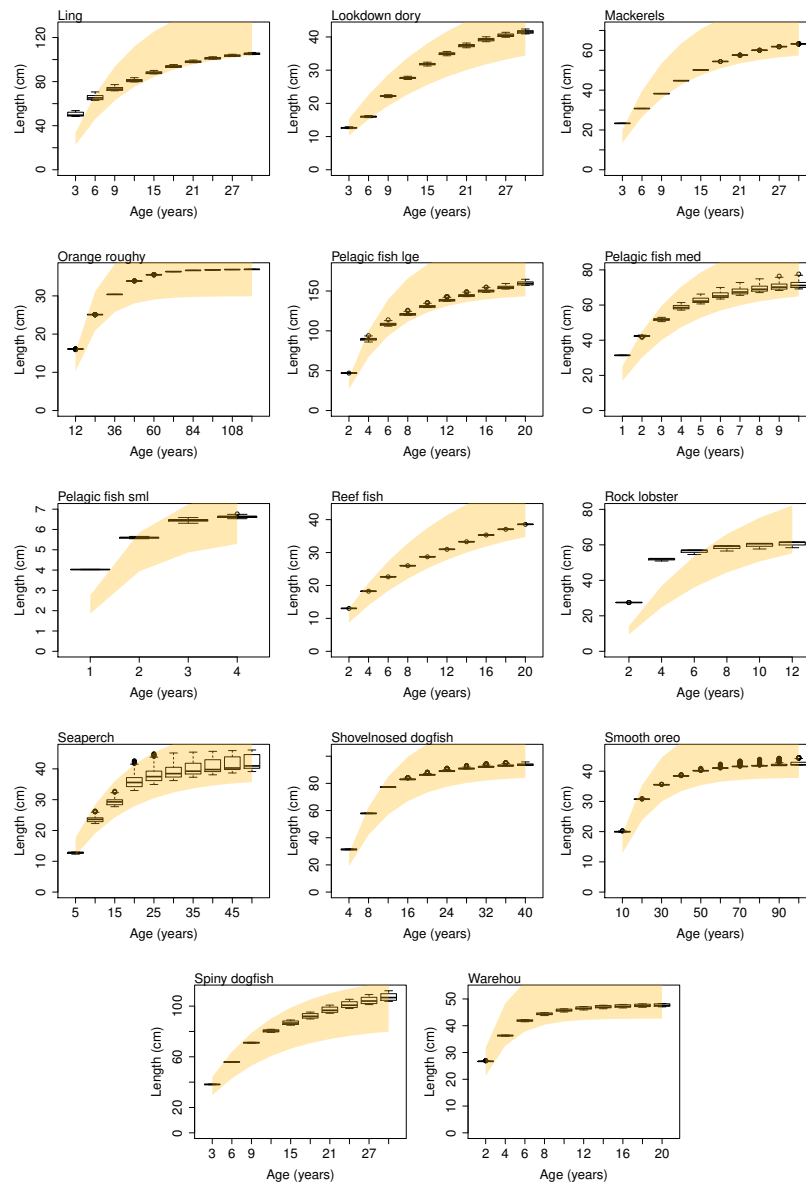 Ling Lookdown dory Mackerels
Length (cm) 0 40 80 120
Length (cm) 0 10 20 30 40
Length (cm) 0 20 40 60
3 6 9 15 21 27
3 6 9 15 21 27
3 6 9 15 21 27
Age (years) Age (years) Age (years)
Orange roughy Pelagic fish lge Pelagic fish med
Length (cm) 0 10 20 30
Length (cm) 0 50 100 150
Length (cm) 0 20 40 60 80
12 36 60 84 108
2 4 6 8 12 16 20
1 2 3 4 5 6 7 8 9
Age (years) Age (years) Age (years)
Pelagic fish sml Reef fish Rock lobster
Length (cm) 0 1 2 3 4 5 6 7
Length (cm) 0 10 20 30 40
Length (cm) 0 20 40 60 80
1 2 3 4
2 4 6 8 12 16 20
2 4 6 8 10 12
Age (years) Age (years) Age (years)
Seaperch Shovelnosed dogfish Smooth oreo
Length (cm) 0 10 20 30 40
Length (cm) 0 20 40 60 80
Length (cm) 0 10 20 30 40
5 15 25 35 45
4 8 16 24 32 40
10 30 50 70 90
Age (years) Age (years) Age (years)
Spiny dogfish Warehou
Length (cm) 0 20 60 100
Length (cm) 0 10 20 30 40 50
3 6 9 15 21 27
2 4 6 8 12 16 20
Age (years) Age (years)